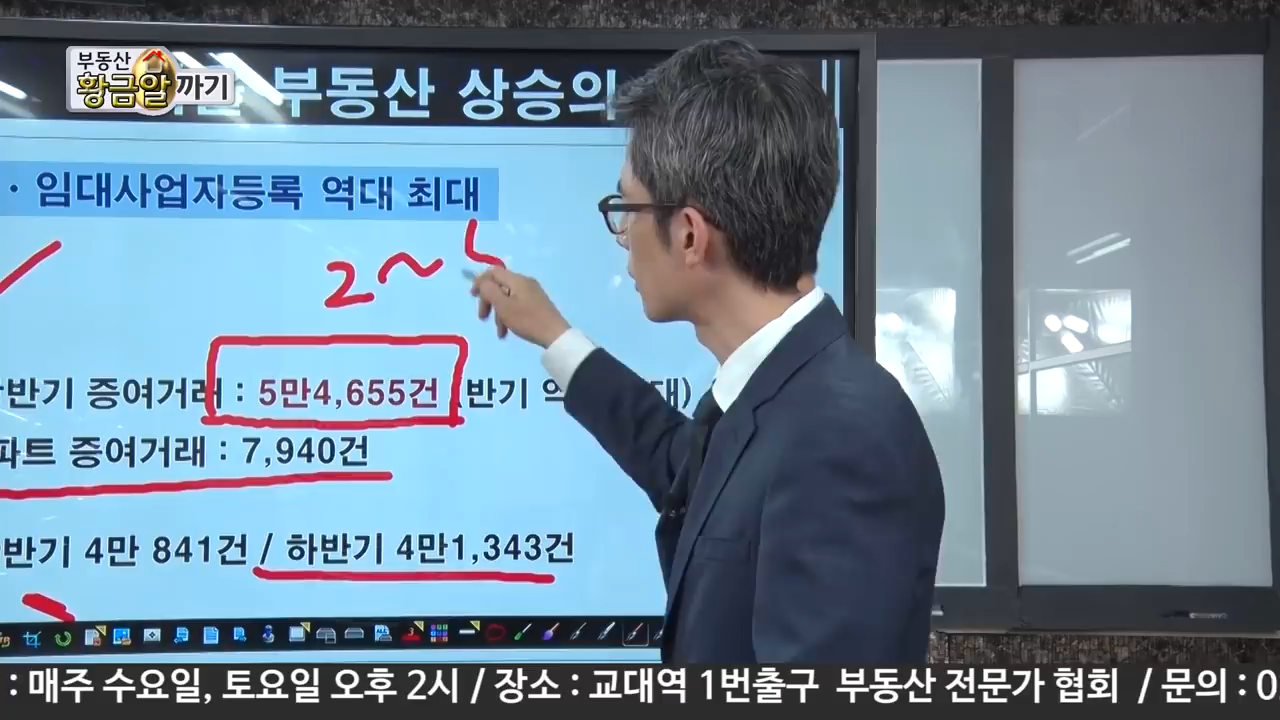 부동산
황금알까기
부동산 상승의
· 임대사업자등록 역대 최대
2~5
반기 증여거래 : 5만4,655건 (반기
파트 증여거래 : 7,940건
반기 4만 841건 / 하반기 4만1,343건
: 매주 수요일, 토요일 오후 2시 / 장소 : 교대역 1번출구 부동산 전문가 협회 / 문의 : 0